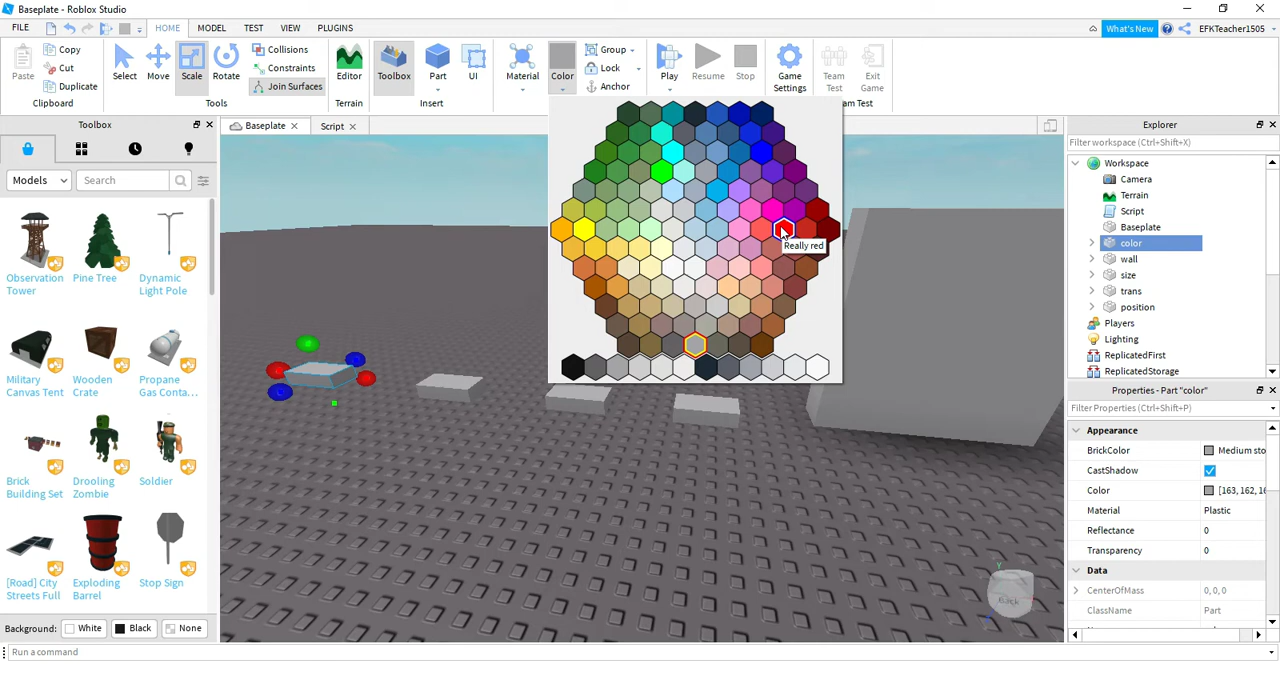 Baseplate - Roblox Studio
FILE HOME MODEL TEST VIEW PLUGINS What's New EFKTeacher1505
Paste Copy Cut Duplicate Clipboard
Select Move Scale Rotate Tools
Collisions Constraints Join Surfaces
Editor Terrain
Toolbox Part UI Insert
Material Color
Group Lock Anchor
Play Resume Stop
Game Settings
Team Test Exit Game
am Test
Toolbox
Models Search
Observation Tower
Pine Tree
Dynamic Light Pole
Military Canvas Tent
Wooden Crate
Propane Gas Conta...
Brick Building Set
Drooling Zombie
Soldier
[Road] City Streets Full
Exploding Barrel
Stop Sign
Background: White Black None
Baseplate Script
Really red
Back
Y
Explorer
Filter workspace (Ctrl+Shift+X)
Workspace
Camera
Terrain
Script
Baseplate
color
wall
size
trans
position
Players
Lighting
ReplicatedFirst
ReplicatedStorage
Properties - Part "color"
Filter Properties (Ctrl+Shift+P)
Appearance
BrickColor Medium sto
CastShadow
Color [163, 162, 16
Material Plastic
Reflectance 0
Transparency 0
Data
CenterOfMass 0, 0, 0
ClassName Part
Run a command